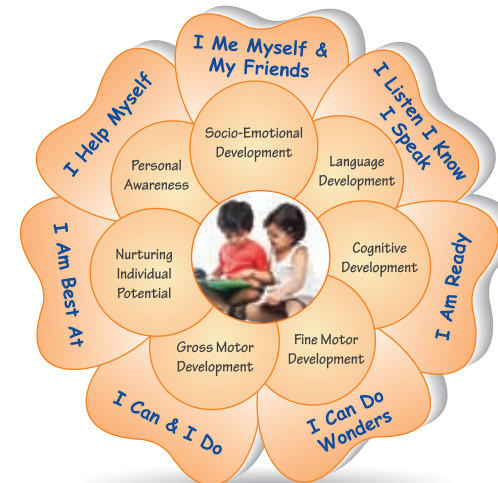 I Me Myself &
My Friends
Socio-Emotional
Development
I Listen I Know
I Speak
Language
Development
I Am Ready
Cognitive
Development
I Can Do
Wonders
Fine Motor
Development
I Can & I Do
Gross Motor
Development
I Am Best At
Nurturing
Individual
Potential
I Help Myself
Personal
Awareness